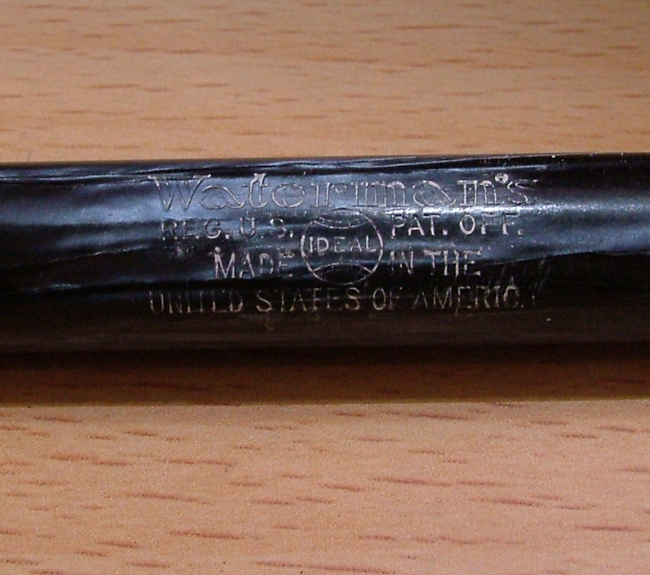 Waterman's
REG. U.S. PAT. OFF.
IDEAL
MADE IN THE
UNITED STATES OF AMERICA